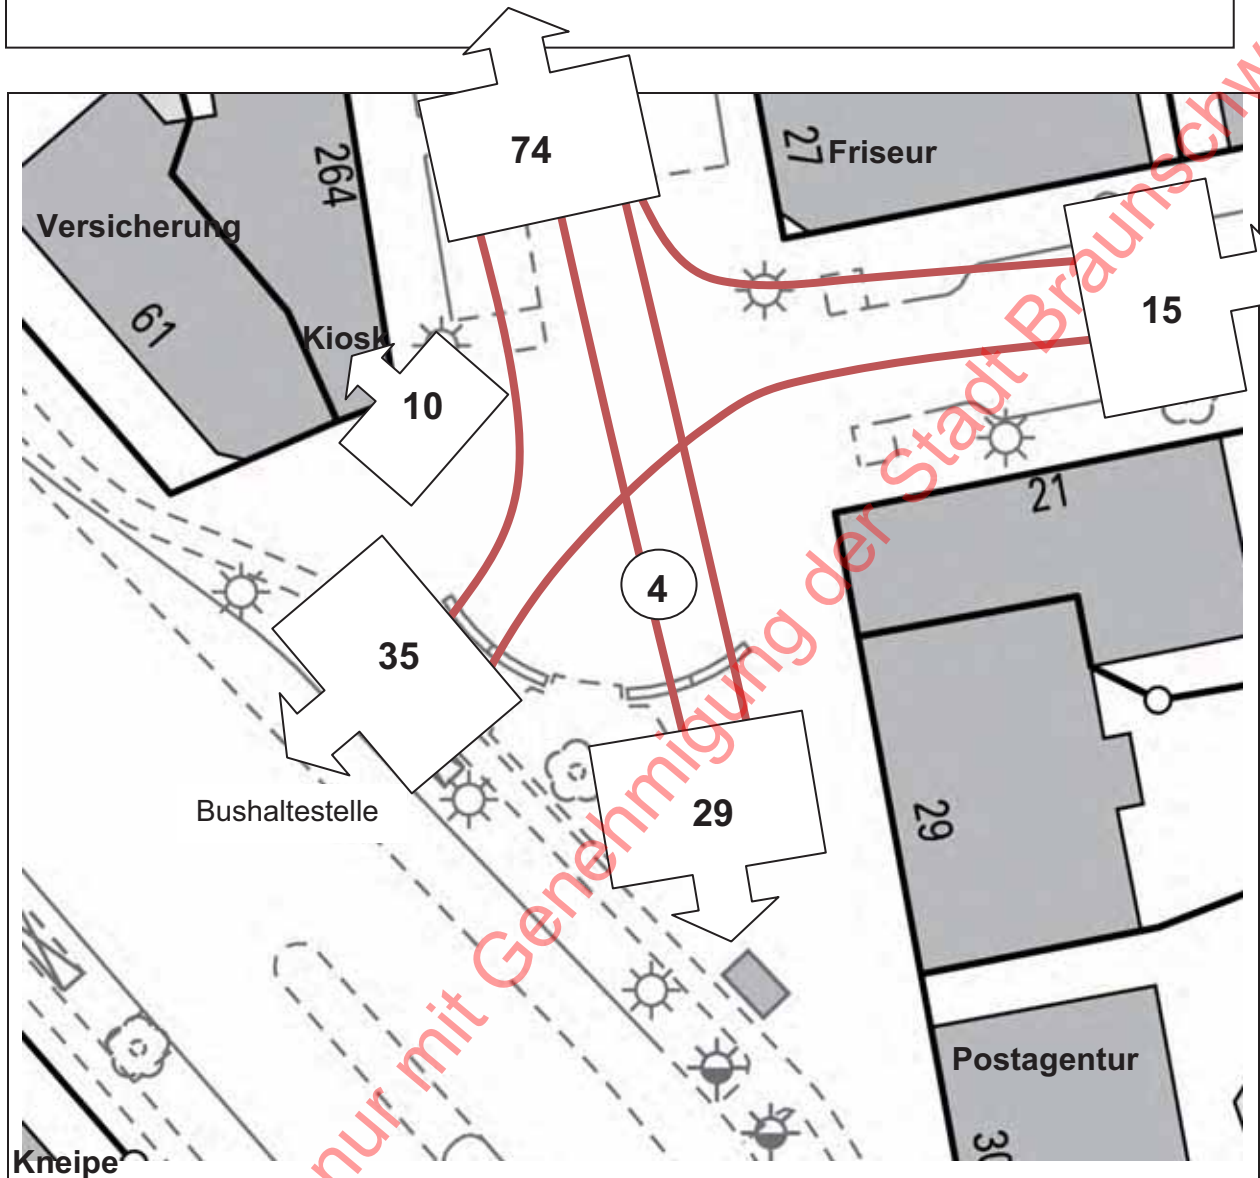 74
27
Friseur
264
Versicherung
15
61
Kiosk
10
21
4
35
29
Bushaltestelle
29
Postagentur
30
Kneipe
nur mit Genehmigung der Stadt Braunschw